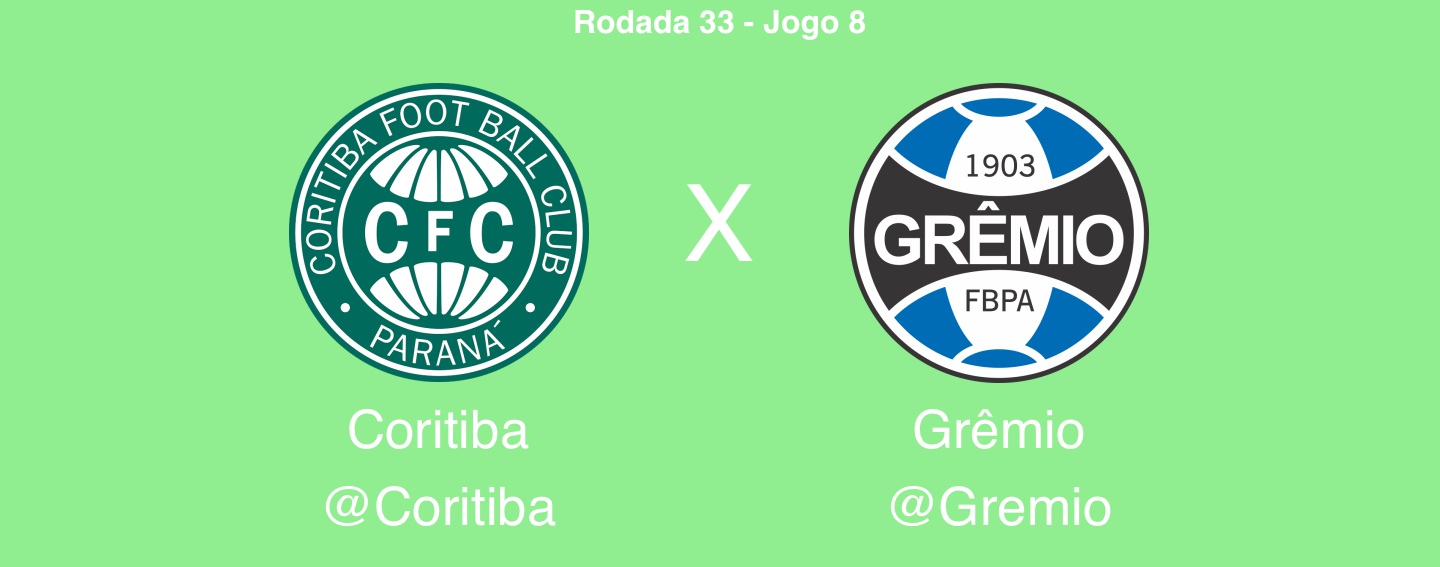 Rodada 33 - Jogo 8
CORITIBA FOOT BALL CLUB
CFC
PARANÁ
X
1903
GRÊMIO
FBPA
Coritiba
Grêmio
@Coritiba
@Gremio